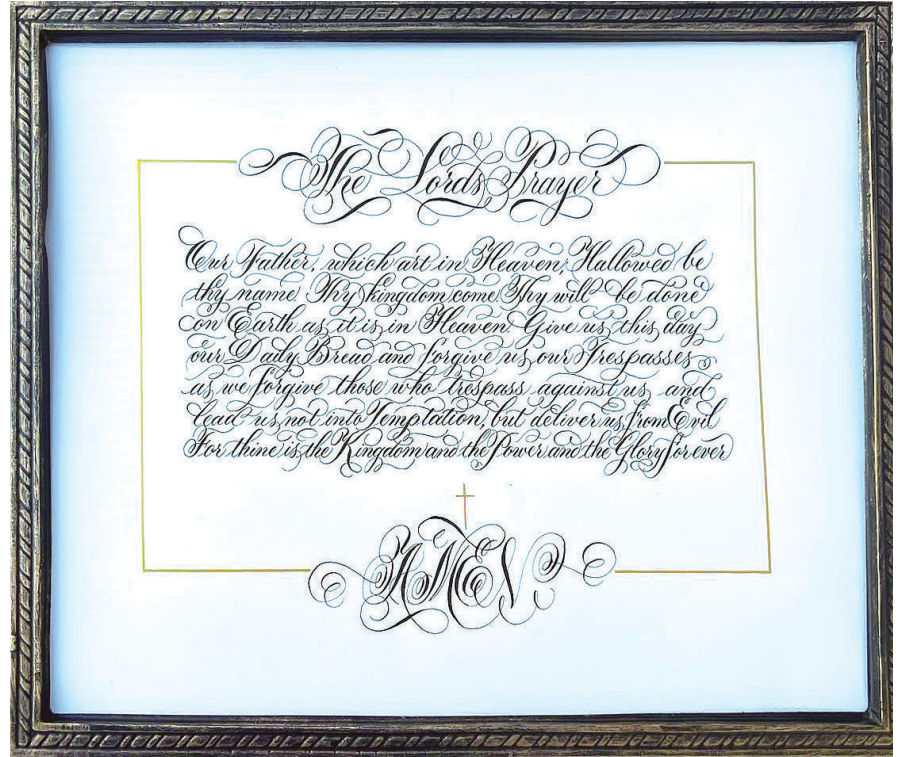 The Lords Prayer
Our Father, which art in Heaven, Hallowed be
thy name Thy kingdom come Thy will be done
on Earth as it is in Heaven. Give us this day
our Daily Bread and forgive us our Trespasses
as we forgive those who trespass against us and
lead us not into Temptation, but deliver us from Evil
For thine is the Kingdom and the Power and the Glory forever
AMEN